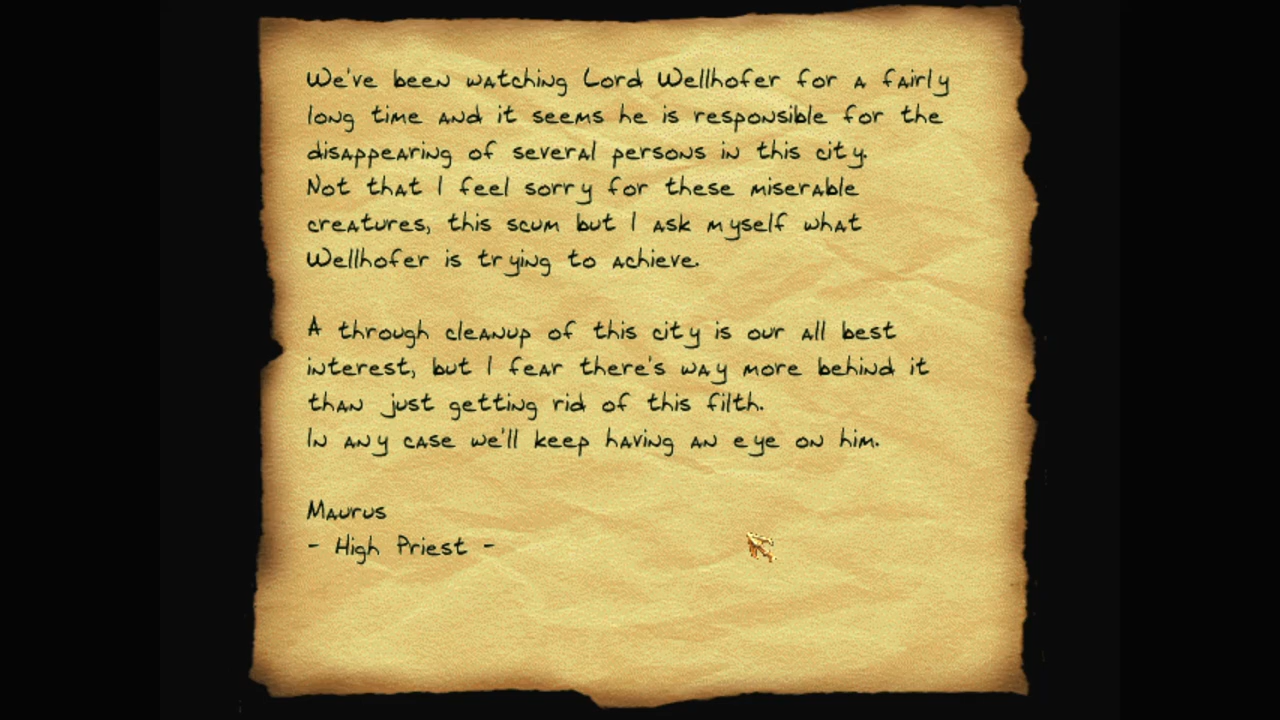 We've been watching Lord Wellhofer for a fairly
long time and it seems he is responsible for the
disappearing of several persons in this city.
Not that I feel sorry for these miserable
creatures, this scum but I ask myself what
Wellhofer is trying to achieve.
A through cleanup of this city is our all best
interest, but I fear there's way more behind it
than just getting rid of this filth.
In any case we'll keep having an eye on him.
Maurus
- High Priest -